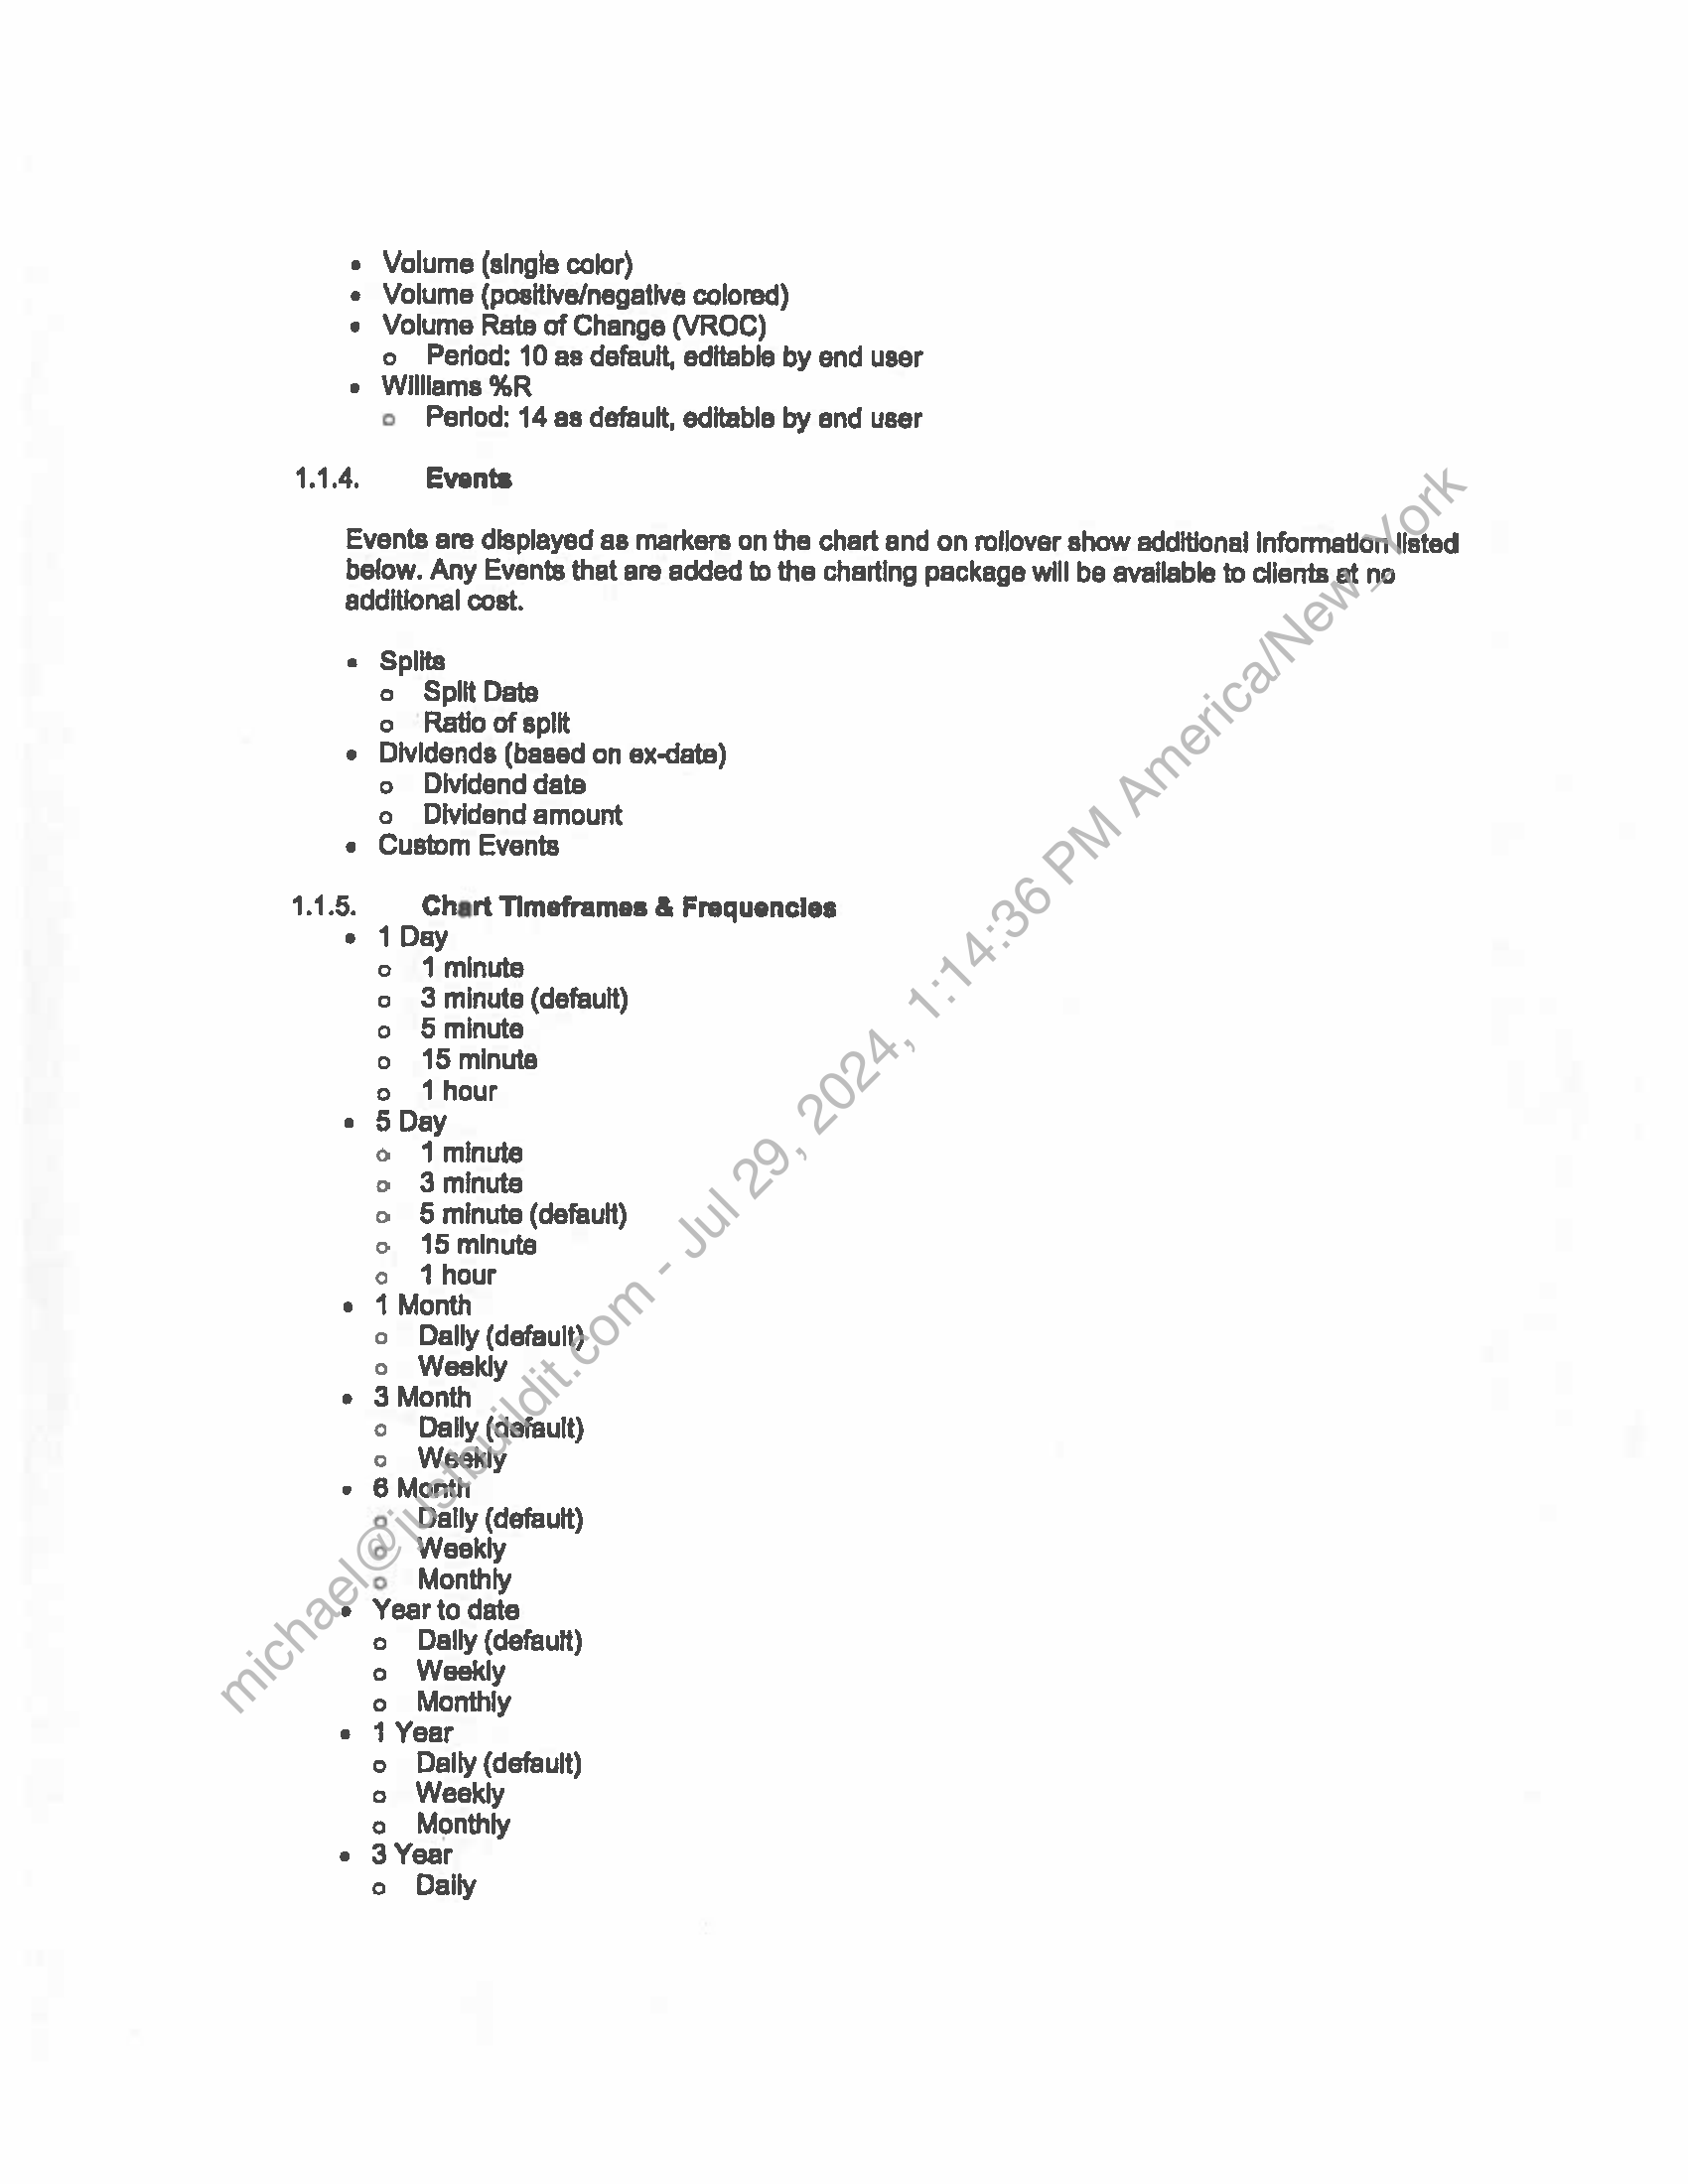 • Volume (single color)
• Volume (positive/negative colored)
• Volume Rate of Change (VROC)
o Period: 10 as default, editable by end user
• Williams %R
o Period: 14 as default, editable by end user
1.1.4. Events
Events are displayed as markers on the chart and on rollover show additional information listed
below. Any Events that are added to the charting package will be available to clients at no
additional cost.
• Splits
o Split Date
o Ratio of split
• Dividends (based on ex-date)
o Dividend date
o Dividend amount
• Custom Events
1.1.5. Chart Timeframes & Frequencies
• 1 Day
o 1 minute
o 3 minute (default)
o 5 minute
o 15 minute
o 1 hour
• 5 Day
o 1 minute
o 3 minute
o 5 minute (default)
o 15 minute
o 1 hour
• 1 Month
o Daily (default)
o Weekly
• 3 Month
o Daily (default)
o Weekly
• 6 Month
o Daily (default)
o Weekly
o Monthly
• Year to date
o Daily (default)
o Weekly
o Monthly
• 1 Year
o Daily (default)
o Weekly
o Monthly
• 3 Year
o Daily
michael@justbuildit.com - Jul 29, 2024, 1:14:36 PM America/New_York